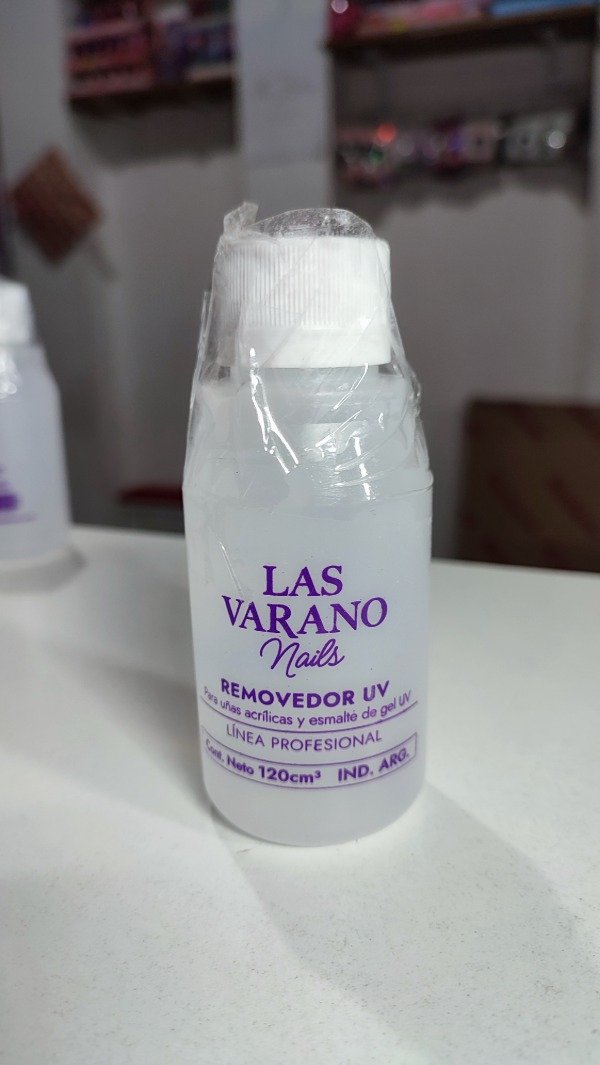 LAS
VARANO
Nails
REMOVEDOR UV
Para uñas acrílicas y esmalte de gel UV
LÍNEA PROFESIONAL
Cont. Neto 120cm³ IND. ARG.